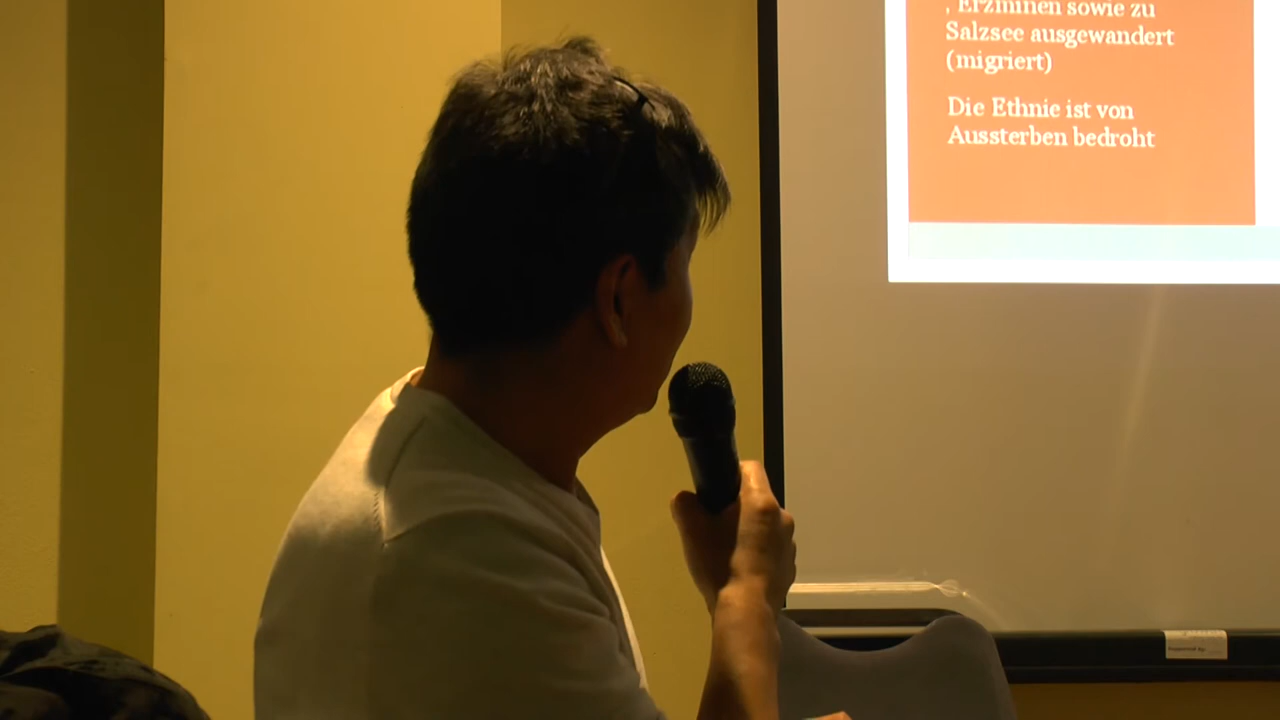 , Erzminen sowie zu
Salzsee ausgewandert
(migriert)
Die Ethnie ist von
Aussterben bedroht